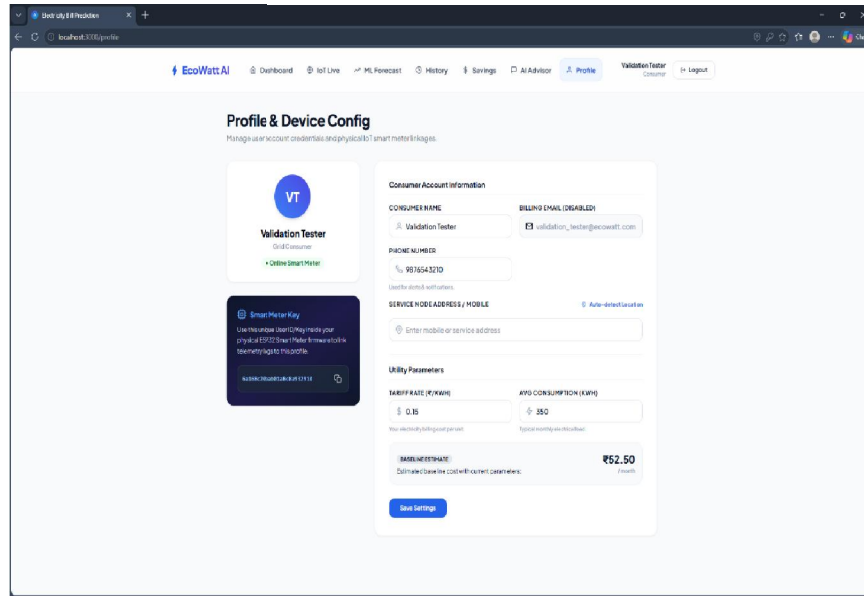 Electricity Bill Prediction
localhost:3000/profile
EcoWatt AI
Dashboard
IoT Live
ML Forecast
History
Savings
AI Advisor
Profile
Validation Tester
Consumer
Logout
Profile & Device Config
Manage user account credentials and physical IoT smart meter linkages.
VT
Validation Tester
Grid Consumer
• Online Smart Meter
Smart Meter Key
Use this unique User ID/Key inside your
physical ESP32 Smart Meter firmware to link
telemetry logs to this profile.
Consumer Account Information
CONSUMER NAME
BILLING EMAIL (DISABLED)
Validation Tester
validation_tester@ecowatt.com
PHONE NUMBER
9876543210
Used for alerts & notifications.
SERVICE NODE ADDRESS / MOBILE
Auto-detect Location
Enter mobile or service address
Utility Parameters
TARIFF RATE (₹/KWH)
AVG CONSUMPTION (KWH)
$ 0.15
350
Your electricity billing cost per unit.
Typical monthly electricity
BASELINE ESTIMATE
₹52.50
Estimated baseline cost with current parameters:
/month
Save Settings